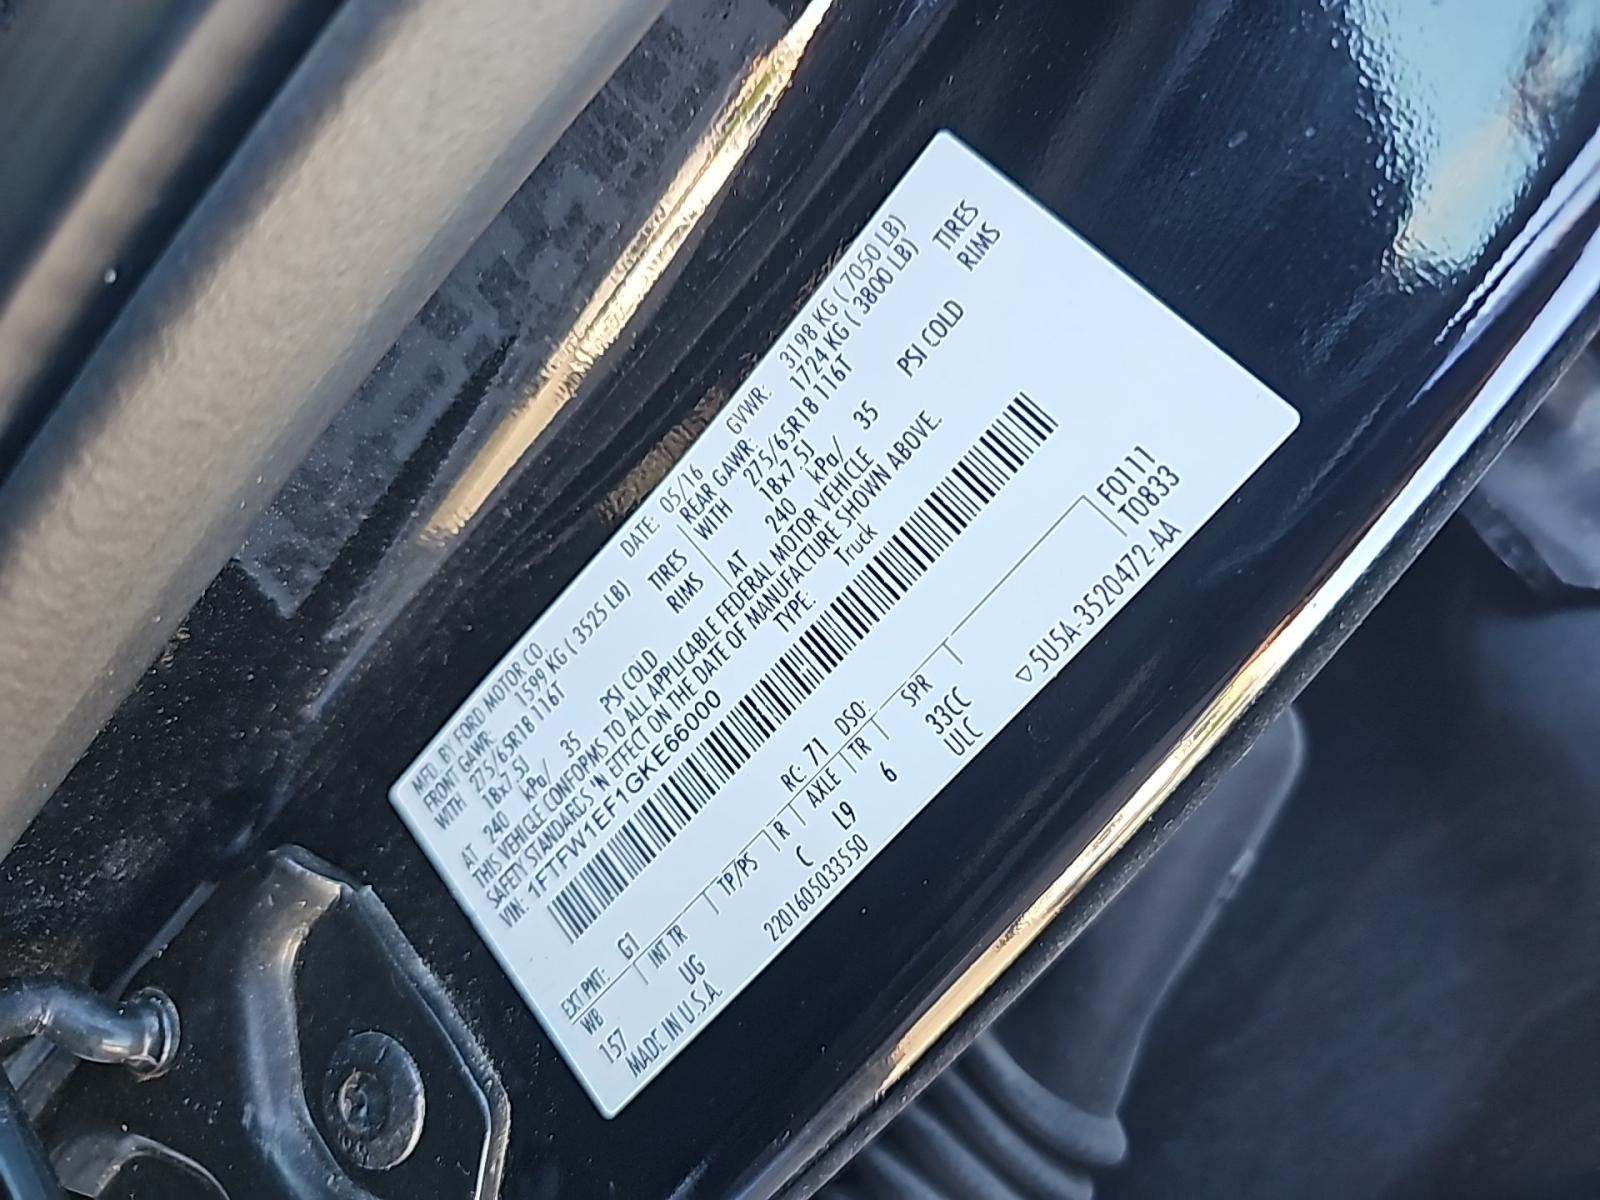 MFD. BY FORD MOTOR CO. DATE: 05/16 GVWR: 3198 KG ( 7050 LB)
FRONT GAWR: 1599 KG ( 3525 LB) REAR GAWR: 1724 KG ( 3800 LB)
WITH 275/65R18 116T TIRES WITH 275/65R18 116T TIRES
18x7.5J RIMS 18x7.5J RIMS
AT 240 kPa/ 35 PSI COLD AT 240 kPa/ 35 PSI COLD
THIS VEHICLE CONFORMS TO ALL APPLICABLE FEDERAL MOTOR VEHICLE
SAFETY STANDARDS IN EFFECT ON THE DATE OF MANUFACTURE SHOWN ABOVE.
VIN: 1FTFW1EF1GKE66000 TYPE: Truck
EXT PNT: G1 RC: 71 DSO: F0111
WB INT TR TP/PS R AXLE TR SPR T0833
157 UG C L9 6 33CC
MADE IN U.S.A. 2201605033550 ULC ▽5U5A-3520472-AA